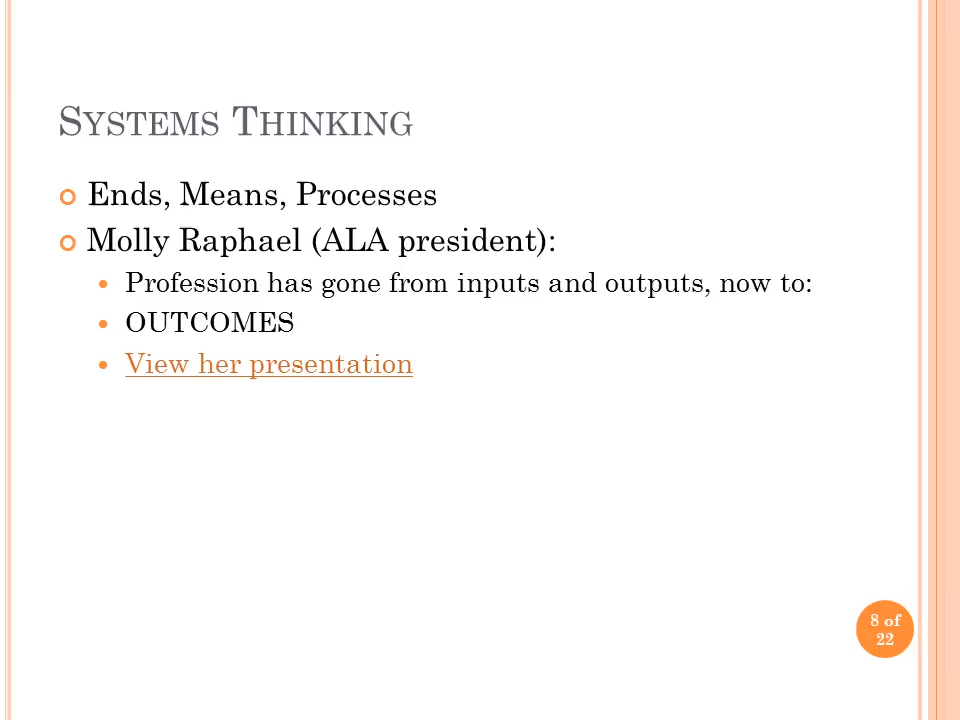 Systems Thinking
Ends, Means, Processes
Molly Raphael (ALA president):
Profession has gone from inputs and outputs, now to:
OUTCOMES
View her presentation
8 of
22